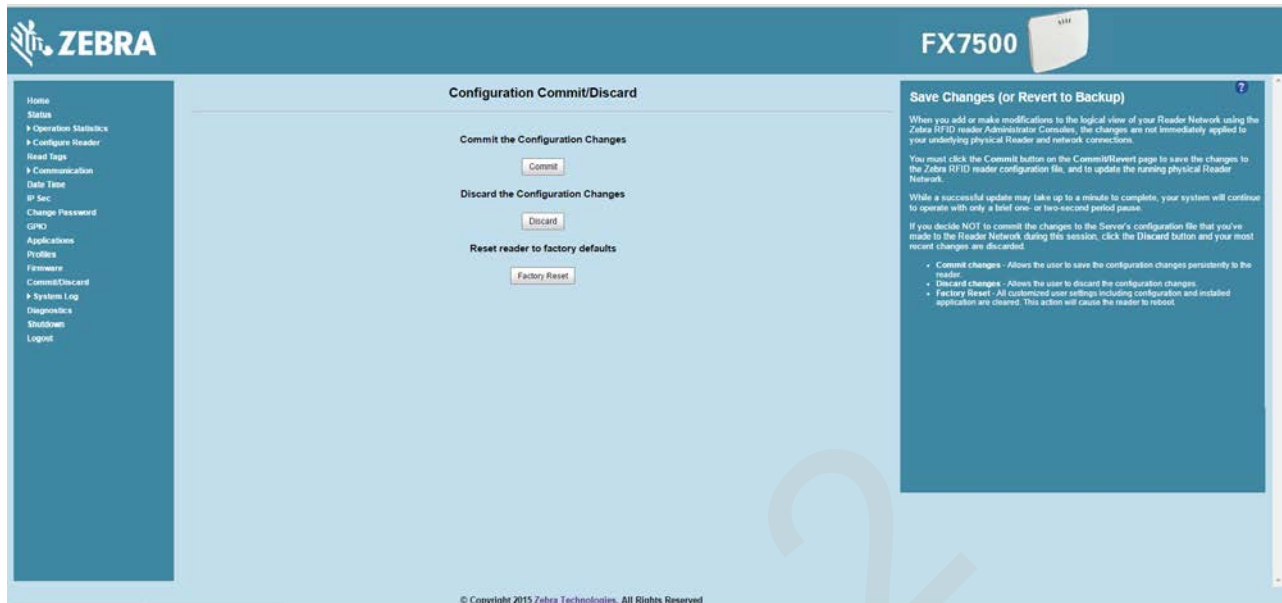 ZEBRA
FX7500
Home
Status
Operation Statistics
Configure Reader
Read Tags
Communication
Date Time
IP Sec
Change Password
GPIO
Applications
Profiles
Firmware
Commit/Discard
System Log
Diagnostics
Shutdown
Logout
Configuration Commit/Discard
Commit the Configuration Changes
Commit
Discard the Configuration Changes
Discard
Reset reader to factory defaults
Factory Reset
?
Save Changes (or Revert to Backup)
When you add or make modifications to the logical view of your Reader Network using the
Zebra RFID reader Administrator Consoles, the changes are not immediately applied to
your underlying physical Reader and network connections.
You must click the Commit button on the Commit/Revert page to save the changes to
the Zebra RFID reader configuration file, and to update the running physical Reader
Network.
While a successful update may take up to a minute to complete, your system will continue
to operate with only a brief one- or two-second period pause.
If you decide NOT to commit the changes to the Server's configuration file that you've
made to the Reader Network during this session, click the Discard button and your most
recent changes are discarded.
• Commit changes - Allows the user to save the configuration changes persistently to the
reader.
• Discard changes - Allows the user to discard the configuration changes.
• Factory Reset - All customized user settings including configuration and installed
application are cleared. This action will cause the reader to reboot.
© Copyright 2015 Zebra Technologies. All Rights Reserved